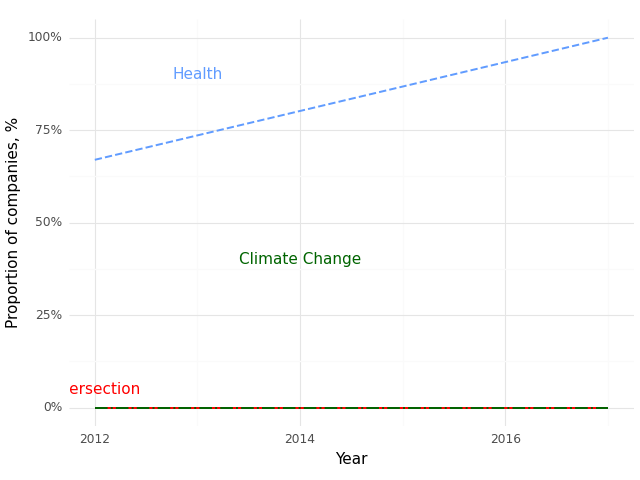 100%
Health
75%
50%
Climate Change
25%
ersection
0%
2012 2014 2016
Year
Proportion of companies, %